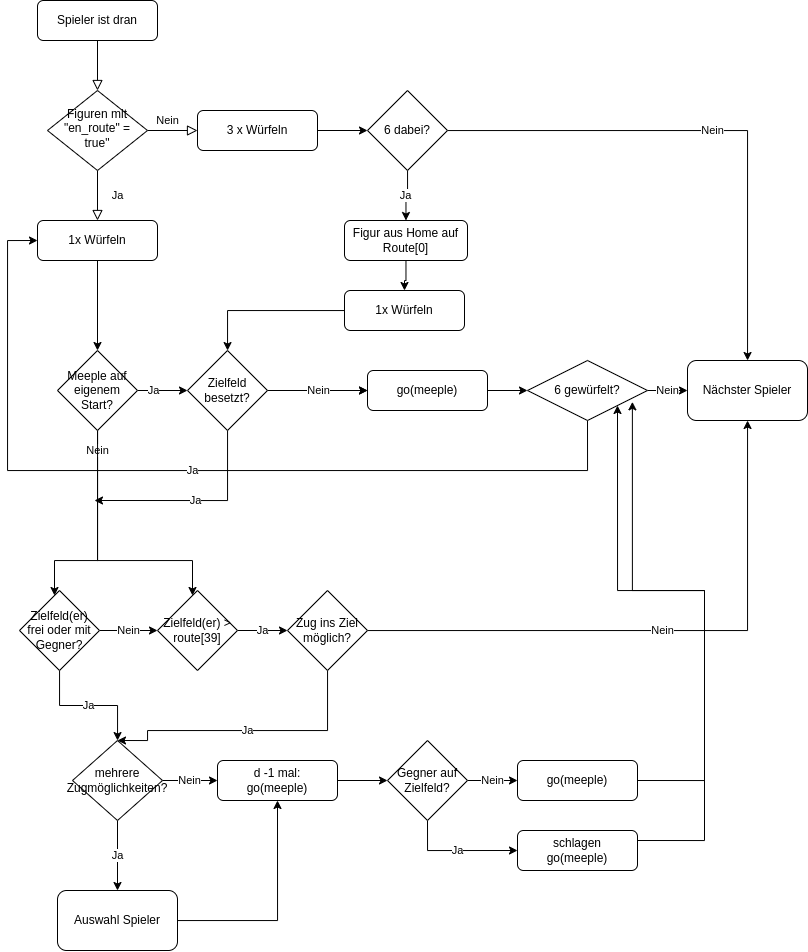 Spieler ist dran
Figuren mit
"en_route" =
true"
Nein
3 x Würfeln
6 dabei?
Nein
Ja
Ja
1x Würfeln
Figur aus Home auf
Route[0]
1x Würfeln
Meeple auf
eigenem
Start?
Ja
Zielfeld
besetzt?
Nein
go(meeple)
6 gewürfelt?
Nein
Nächster Spieler
Nein
Ja
Ja
Zielfeld(er)
frei oder mit
Gegner?
Nein
Zielfeld(er) >
route[39]
Ja
Zug ins Ziel
möglich?
Nein
Ja
Ja
mehrere
Zugmöglichkeiten?
Nein
d -1 mal:
go(meeple)
Gegner auf
Zielfeld?
Nein
go(meeple)
Ja
schlagen
go(meeple)
Ja
Auswahl Spieler